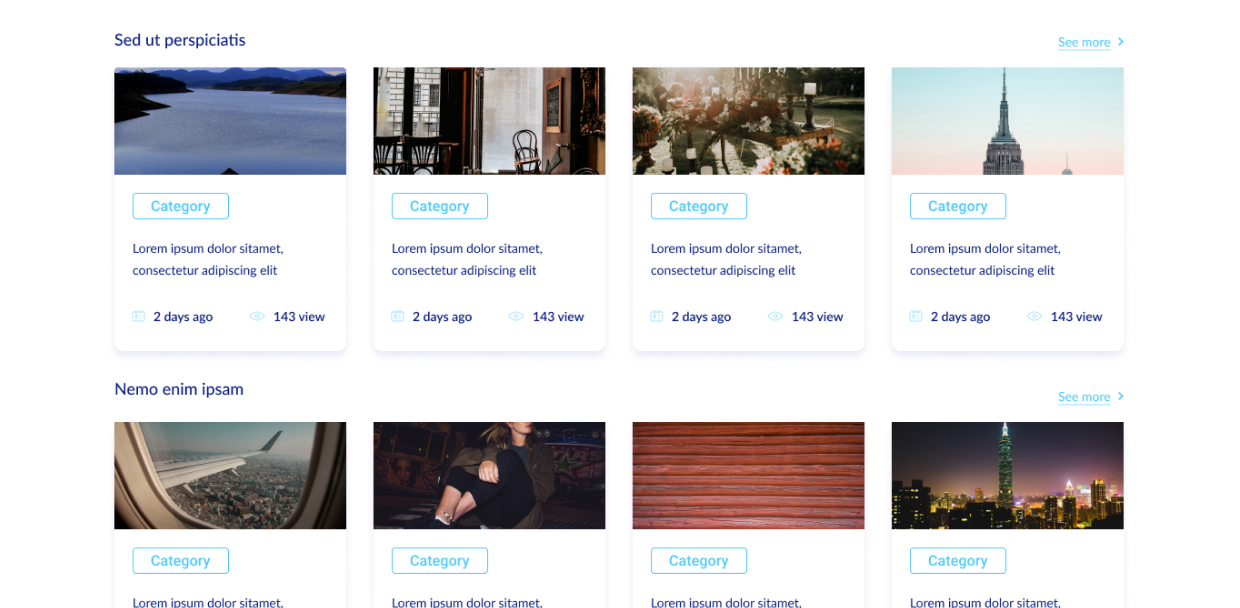 Sed ut perspiciatis
See more
Category
Lorem ipsum dolor sitamet,
consectetur adipiscing elit
2 days ago
143 view
Category
Lorem ipsum dolor sitamet,
consectetur adipiscing elit
2 days ago
143 view
Category
Lorem ipsum dolor sitamet,
consectetur adipiscing elit
2 days ago
143 view
Category
Lorem ipsum dolor sitamet,
consectetur adipiscing elit
2 days ago
143 view
Nemo enim ipsam
See more
Category
Lorem ipsum dolor sitamet,
Category
Lorem ipsum dolor sitamet,
Category
Lorem ipsum dolor sitamet,
Category
Lorem ipsum dolor sitamet,